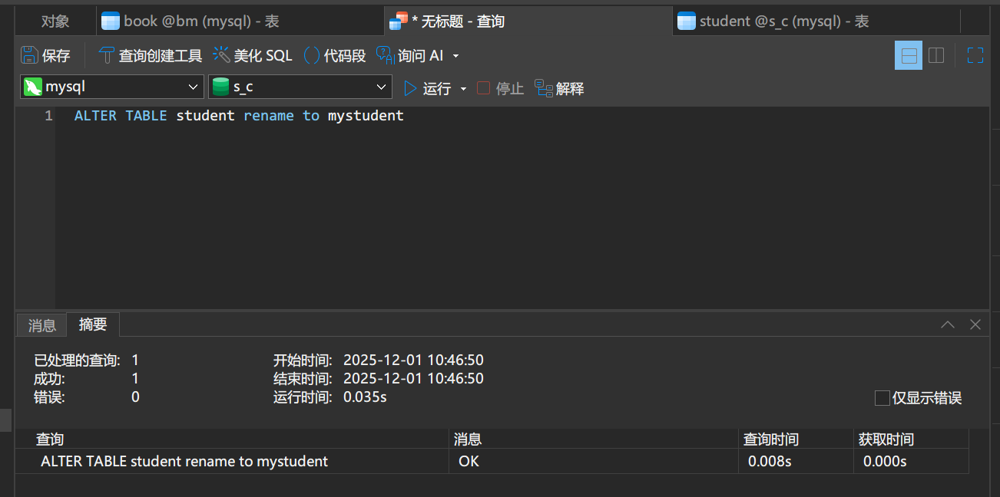 对象 book @bm (mysql) - 表 * 无标题 - 查询 student @s_c (mysql) - 表
保存 查询创建工具 美化 SQL 代码段 询问 AI
mysql s_c 运行 停止 解释
1 ALTER TABLE student rename to mystudent
消息 摘要
已处理的查询: 1 开始时间: 2025-12-01 10:46:50
成功: 1 结束时间: 2025-12-01 10:46:50
错误: 0 运行时间: 0.035s 仅显示错误
查询 消息 查询时间 获取时间
ALTER TABLE student rename to mystudent OK 0.008s 0.000s